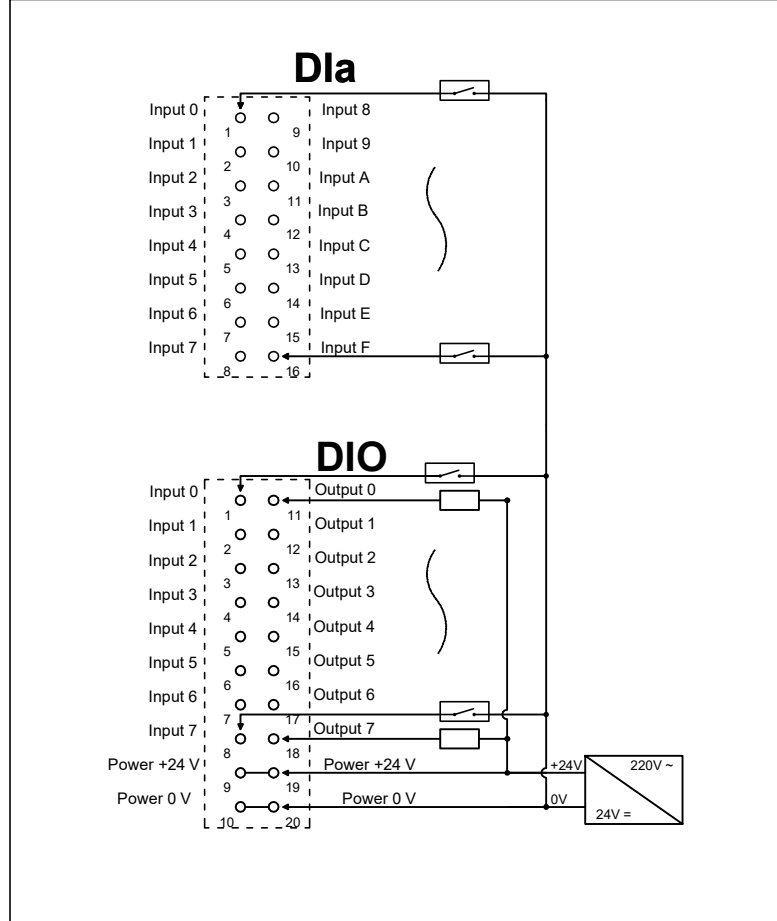 DIa
Input 0 Input 8
1 9
Input 1 Input 9
2 10
Input 2 Input A
3 11
Input 3 Input B
4 12
Input 4 Input C
5 13
Input 5 Input D
6 14
Input 6 Input E
7 15
Input 7 Input F
8 16
DIO
Input 0 Output 0
1 11
Input 1 Output 1
2 12
Input 2 Output 2
3 13
Input 3 Output 3
4 14
Input 4 Output 4
5 15
Input 5 Output 5
6 16
Input 6 Output 6
7 17
Input 7 Output 7
8 18
Power +24 V Power +24 V +24V 220V ~
9 19
Power 0 V Power 0 V 0V
24V =
10 20